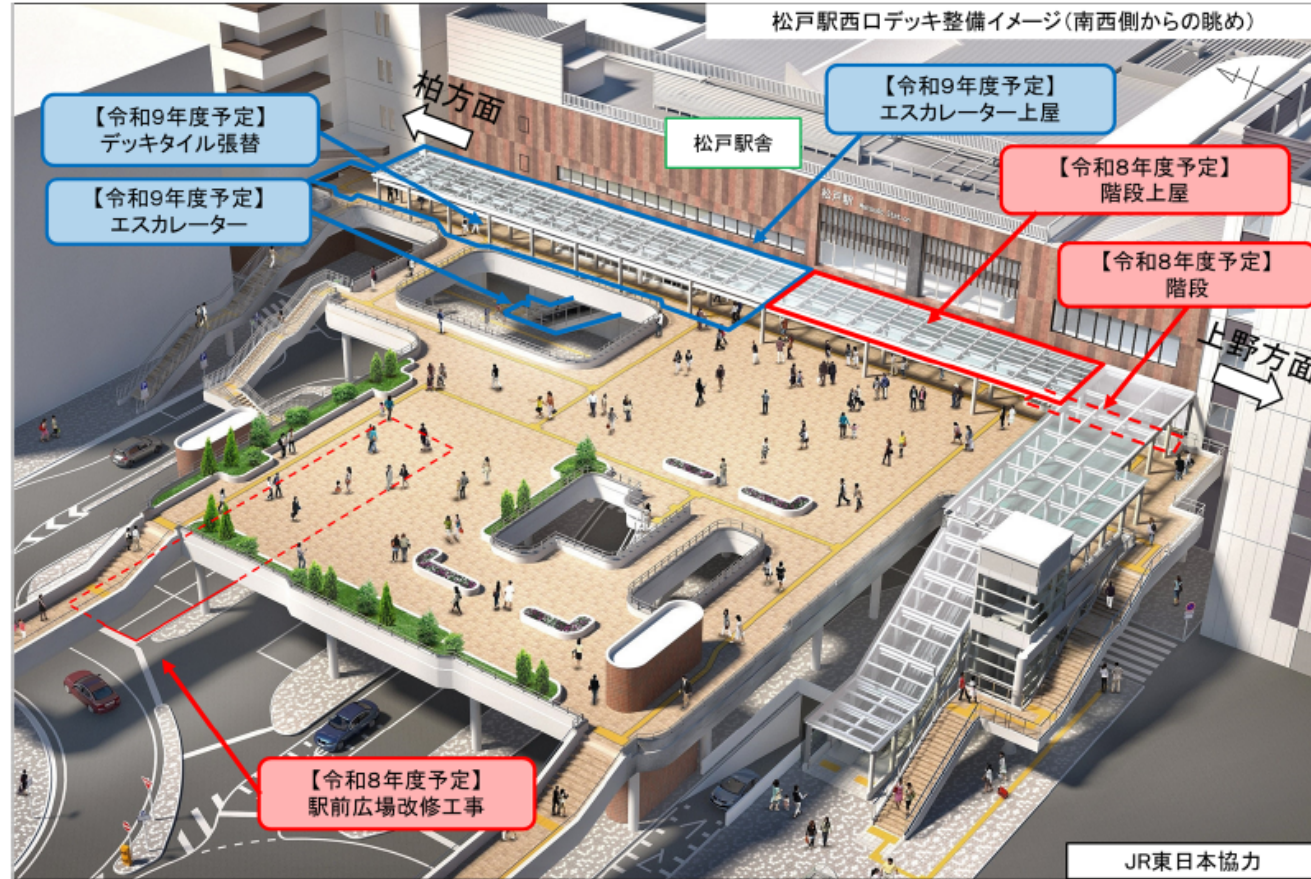 松戸駅西口デッキ整備イメージ（南西側からの眺め）
【令和9年度予定】
デッキタイル張替
柏方面
【令和9年度予定】
エスカレーター上屋
松戸駅舎
【令和8年度予定】
階段上屋
【令和9年度予定】
エスカレーター
松戸駅 Matsudo Station
【令和8年度予定】
階段
上野方面
【令和8年度予定】
駅前広場改修工事
JR東日本協力